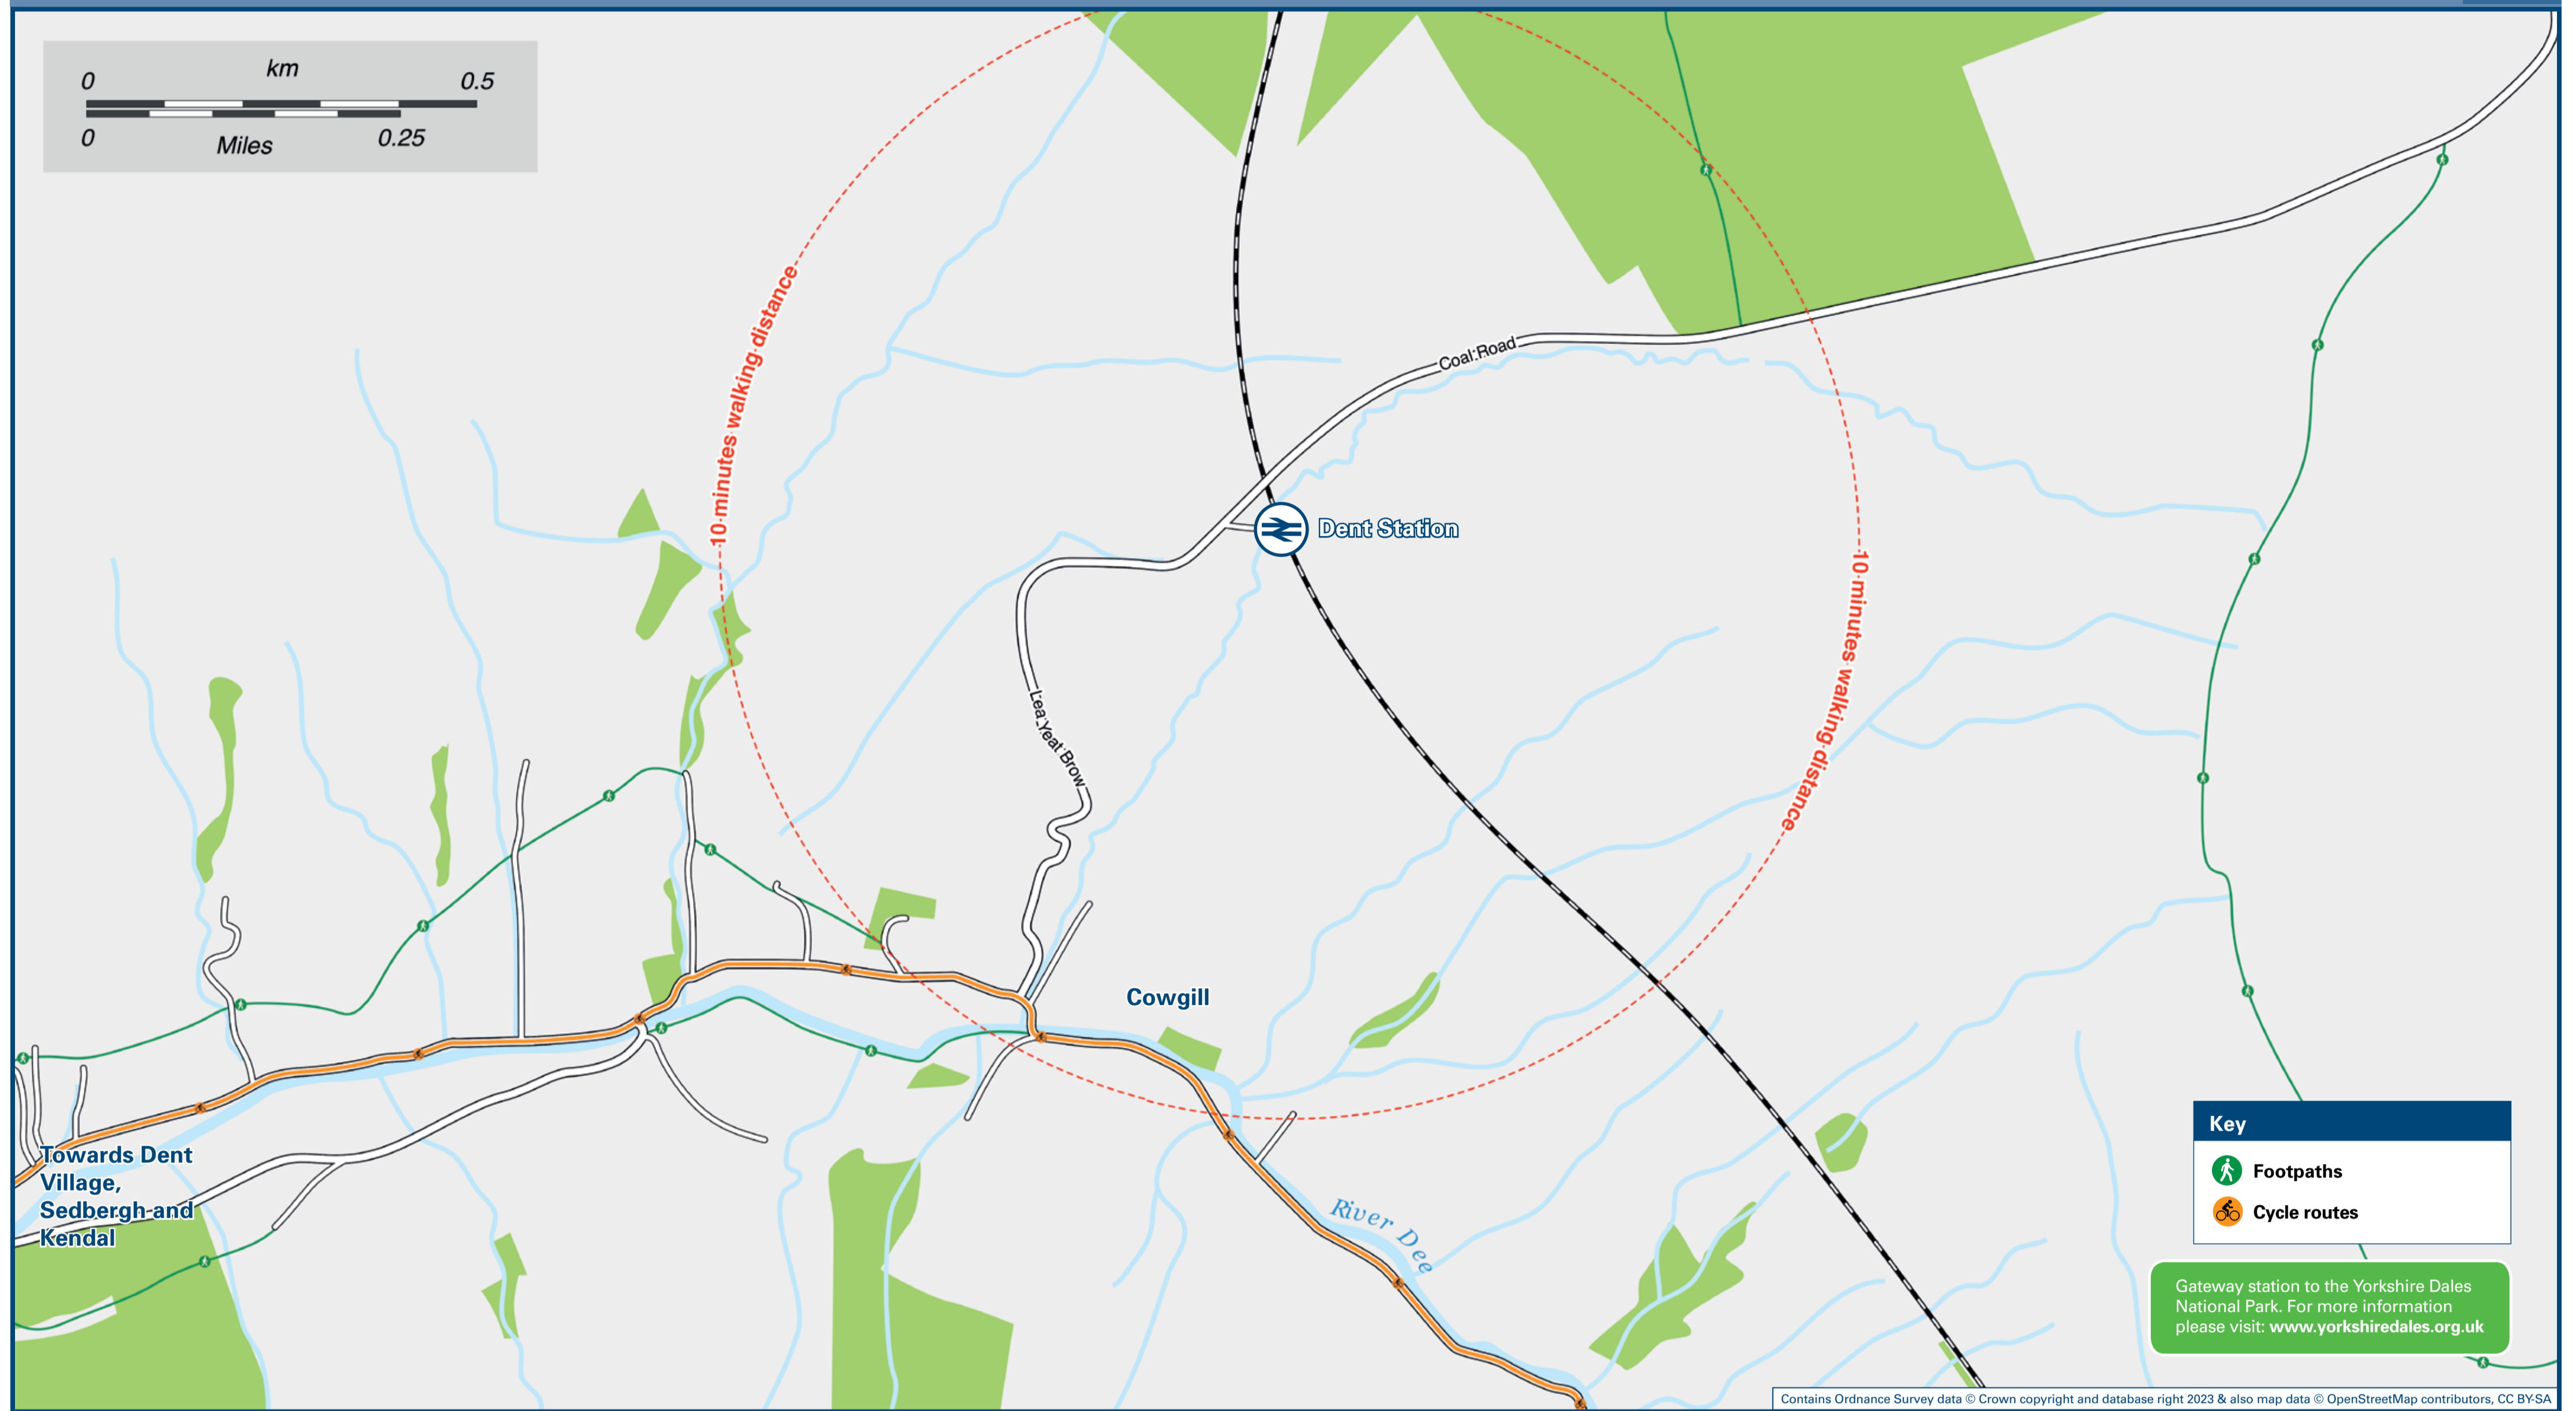 km
0 0.5
0 0.25
Miles
10 minutes walking distance
Coal Road
Dent Station
10 minutes walking distance
Lea Yeat Brow
Cowgill
Towards Dent
Village,
Sedbergh and
Kendal
River Dee
Key
Footpaths
Cycle routes
Gateway station to the Yorkshire Dales
National Park. For more information
please visit: www.yorkshiredales.org.uk
Contains Ordnance Survey data © Crown copyright and database right 2023 & also map data © OpenStreetMap contributors, CC BY-SA